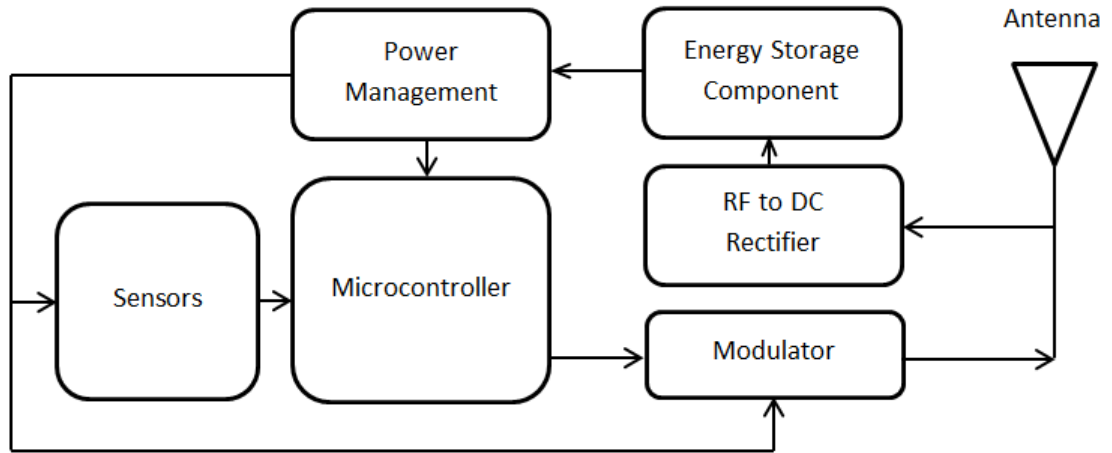 Antenna
Power
Management
Energy Storage
Component
RF to DC
Rectifier
Sensors
Microcontroller
Modulator